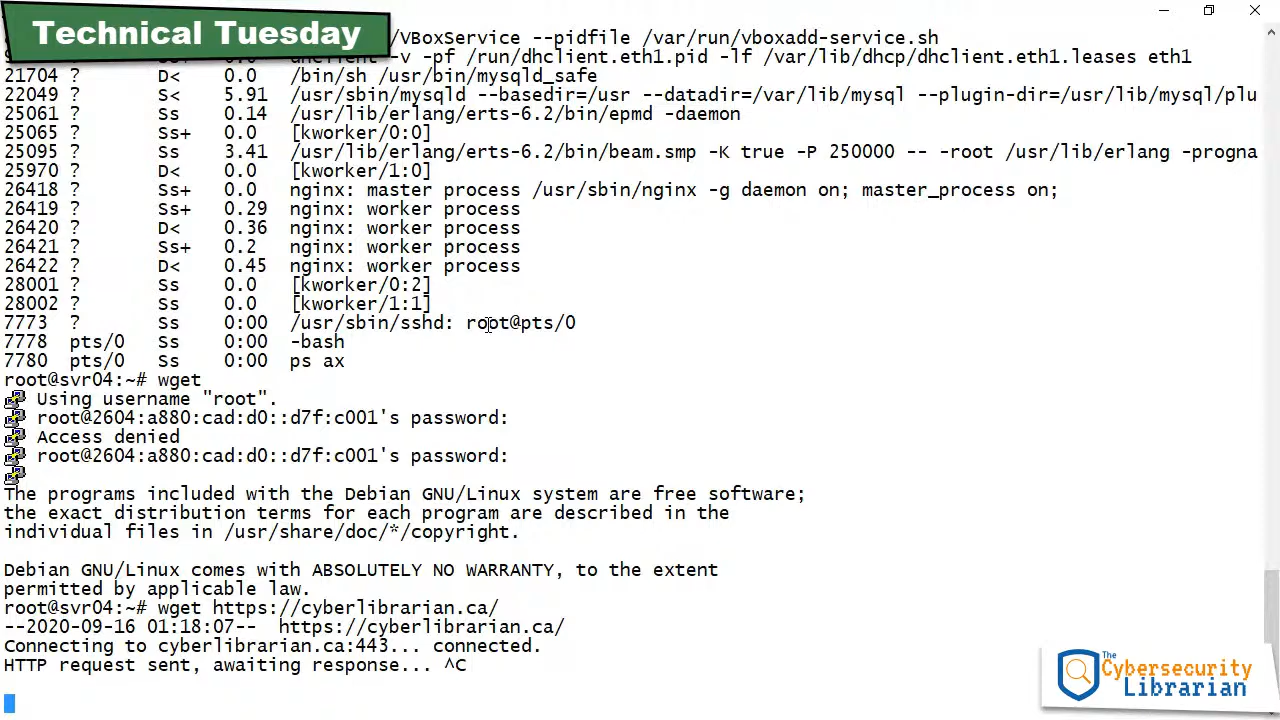 Technical Tuesday
/VBoxService --pidfile /var/run/vboxadd-service.sh
dhclient -v -pf /run/dhclient.eth1.pid -lf /var/lib/dhcp/dhclient.eth1.leases eth1
21704 ? D< 0.0 /bin/sh /usr/bin/mysqld_safe
22049 ? S< 5.91 /usr/sbin/mysqld --basedir=/usr --datadir=/var/lib/mysql --plugin-dir=/usr/lib/mysql/plu
25061 ? Ss 0.14 /usr/lib/erlang/erts-6.2/bin/epmd -daemon
25065 ? Ss+ 0.0 [kworker/0:0]
25095 ? Ss 3.41 /usr/lib/erlang/erts-6.2/bin/beam.smp -K true -P 250000 -- -root /usr/lib/erlang -progna
25970 ? D< 0.0 [kworker/1:0]
26418 ? Ss+ 0.0 nginx: master process /usr/sbin/nginx -g daemon on; master_process on;
26419 ? Ss+ 0.29 nginx: worker process
26420 ? D< 0.36 nginx: worker process
26421 ? Ss+ 0.2 nginx: worker process
26422 ? D< 0.45 nginx: worker process
28001 ? Ss 0.0 [kworker/0:2]
28002 ? Ss 0.0 [kworker/1:1]
7773 ? Ss 0:00 /usr/sbin/sshd: root@pts/0
7778 pts/0 Ss 0:00 -bash
7780 pts/0 Ss 0:00 ps ax
root@svr04:~# wget
Using username "root".
root@2604:a880:cad:d0::d7f:c001's password:
Access denied
root@2604:a880:cad:d0::d7f:c001's password:
The programs included with the Debian GNU/Linux system are free software;
the exact distribution terms for each program are described in the
individual files in /usr/share/doc/*/copyright.
Debian GNU/Linux comes with ABSOLUTELY NO WARRANTY, to the extent
permitted by applicable law.
root@svr04:~# wget https://cyberlibrarian.ca/
--2020-09-16 01:18:07-- https://cyberlibrarian.ca/
Connecting to cyberlibrarian.ca:443... connected.
HTTP request sent, awaiting response... ^C
The
Cybersecurity
Librarian